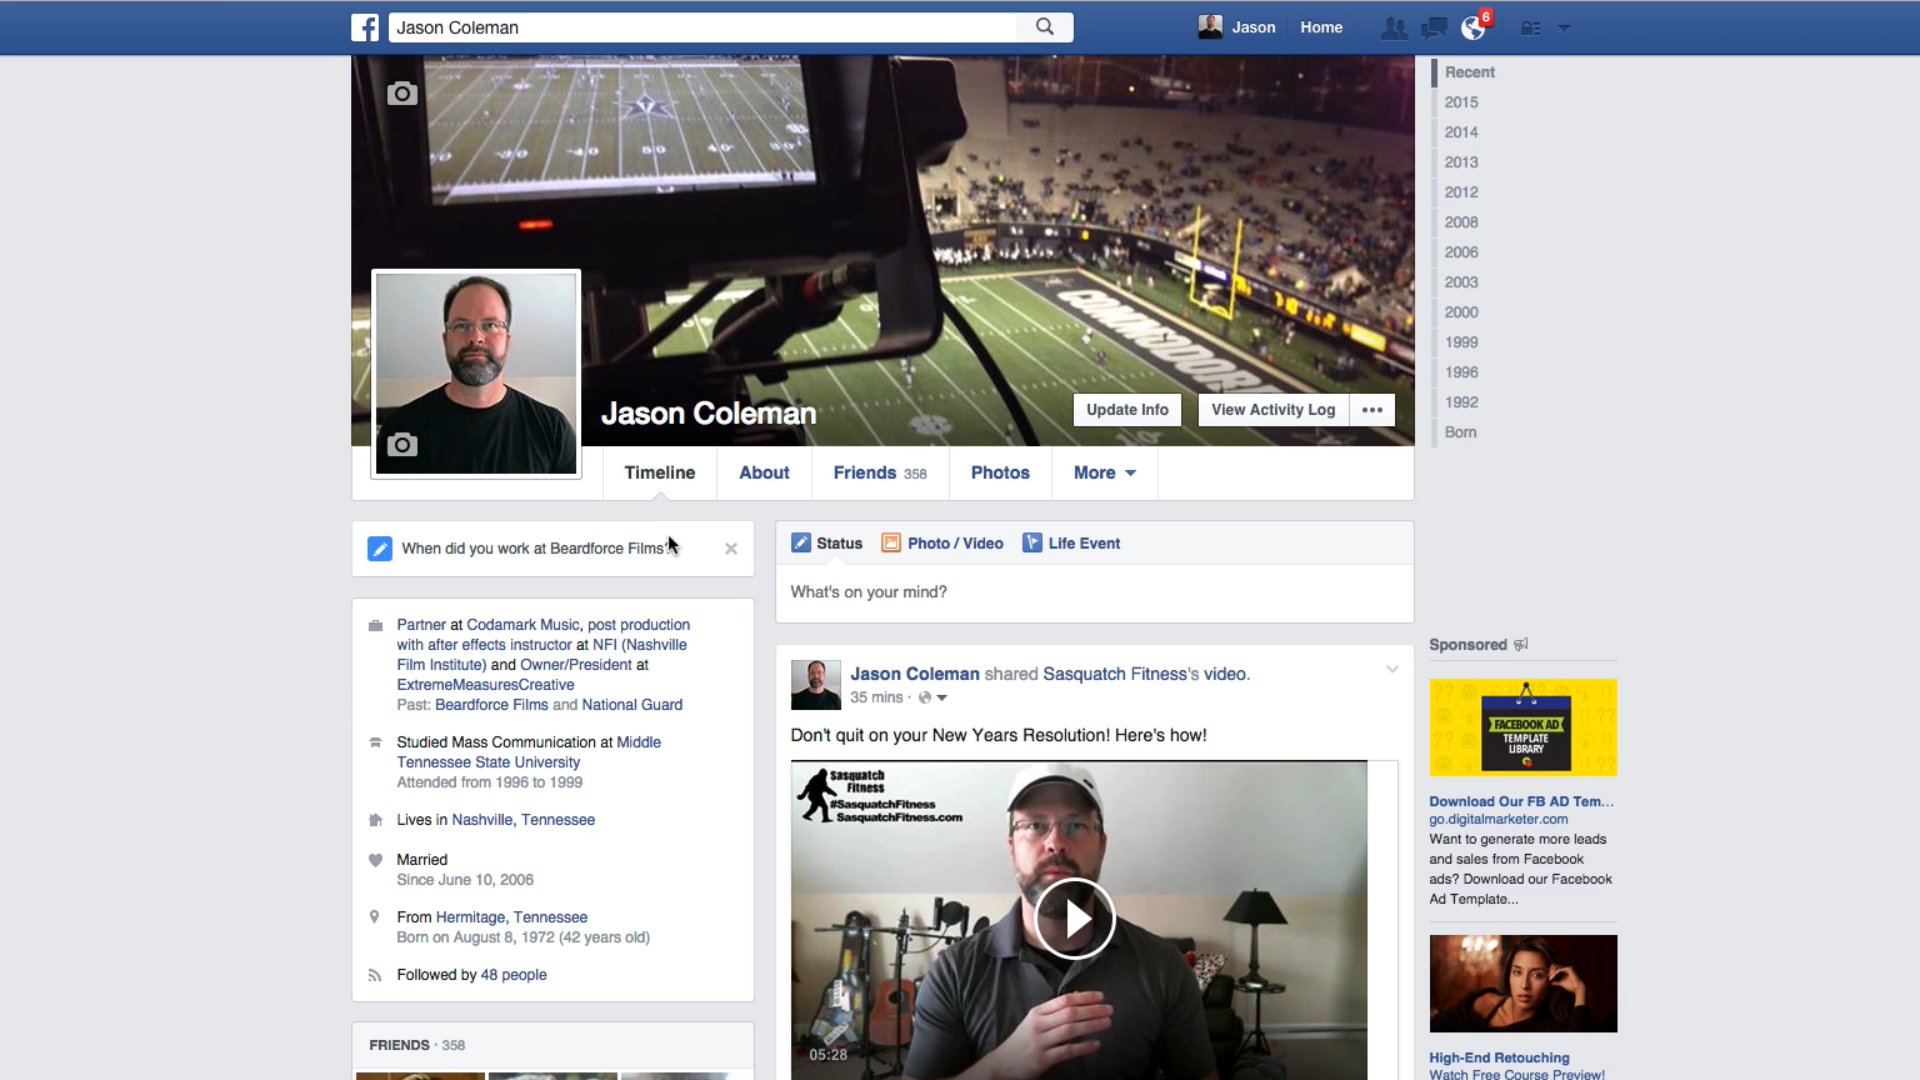 Jason Coleman
Jason
Home
6
COMMODORE
Jason Coleman
Update Info
View Activity Log
Timeline
About
Friends 358
Photos
More
Recent
2015
2014
2013
2012
2008
2006
2003
2000
1999
1996
1992
Born
When did you work at Beardforce Films?
Partner at Codamark Music, post production
with after effects instructor at NFI (Nashville
Film Institute) and Owner/President at
ExtremeMeasuresCreative
Past: Beardforce Films and National Guard
Studied Mass Communication at Middle
Tennessee State University
Attended from 1996 to 1999
Lives in Nashville, Tennessee
Married
Since June 10, 2006
From Hermitage, Tennessee
Born on August 8, 1972 (42 years old)
Followed by 48 people
FRIENDS · 358
Status
Photo / Video
Life Event
What's on your mind?
Jason Coleman shared Sasquatch Fitness's video.
35 mins ·
Don't quit on your New Years Resolution! Here's how!
Sasquatch
Fitness
#SasquatchFitness
SasquatchFitness.com
05:28
Sponsored
FACEBOOK AD
TEMPLATE
LIBRARY
Download Our FB AD Tem...
go.digitalmarketer.com
Want to generate more leads
and sales from Facebook
ads? Download our Facebook
Ad Template...
High-End Retouching
Watch Free Course Preview!